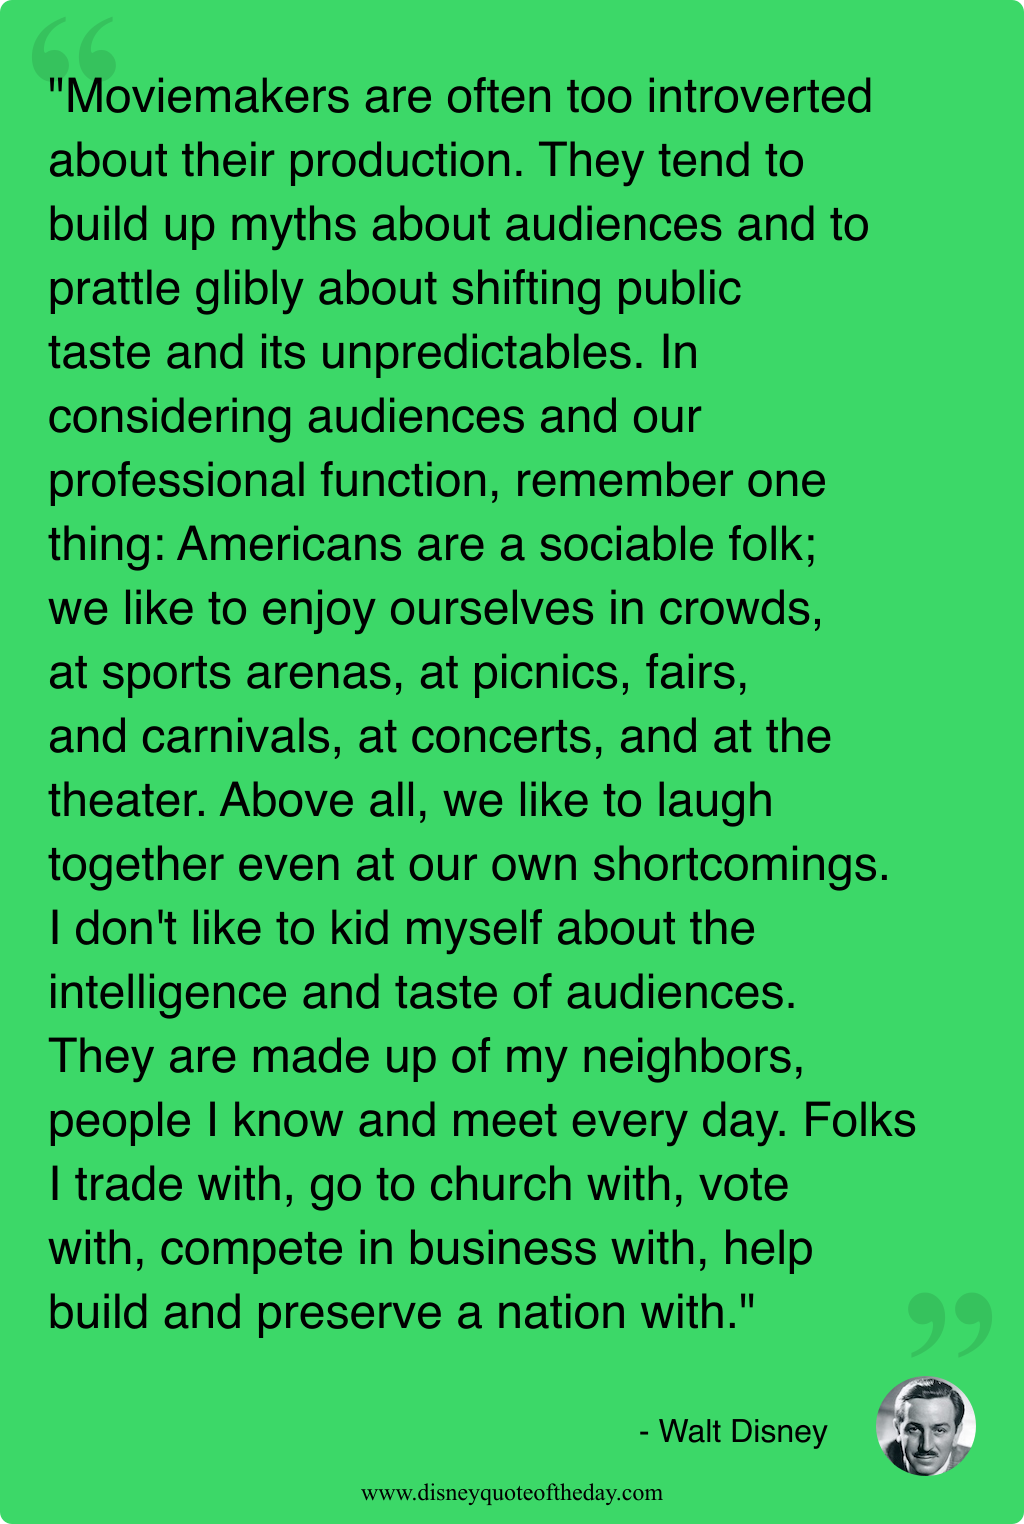 "Moviemakers are often too introverted
about their production. They tend to
build up myths about audiences and to
prattle glibly about shifting public
taste and its unpredictables. In
considering audiences and our
professional function, remember one
thing: Americans are a sociable folk;
we like to enjoy ourselves in crowds,
at sports arenas, at picnics, fairs,
and carnivals, at concerts, and at the
theater. Above all, we like to laugh
together even at our own shortcomings.
I don't like to kid myself about the
intelligence and taste of audiences.
They are made up of my neighbors,
people I know and meet every day. Folks
I trade with, go to church with, vote
with, compete in business with, help
build and preserve a nation with."
- Walt Disney
www.disneyquoteoftheday.com